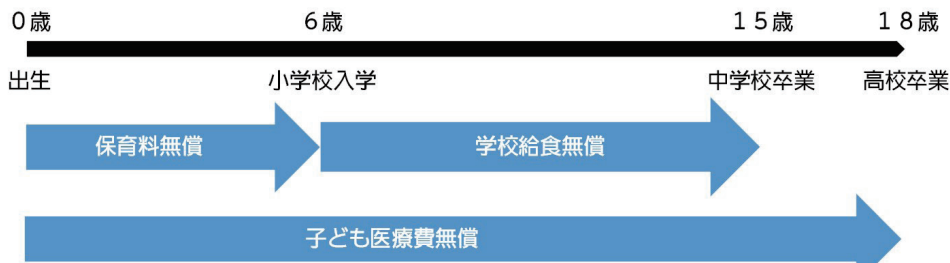 ０歳 ６歳 １５歳 １８歳
出生 小学校入学 中学校卒業 高校卒業
保育料無償 学校給食無償
子ども医療費無償